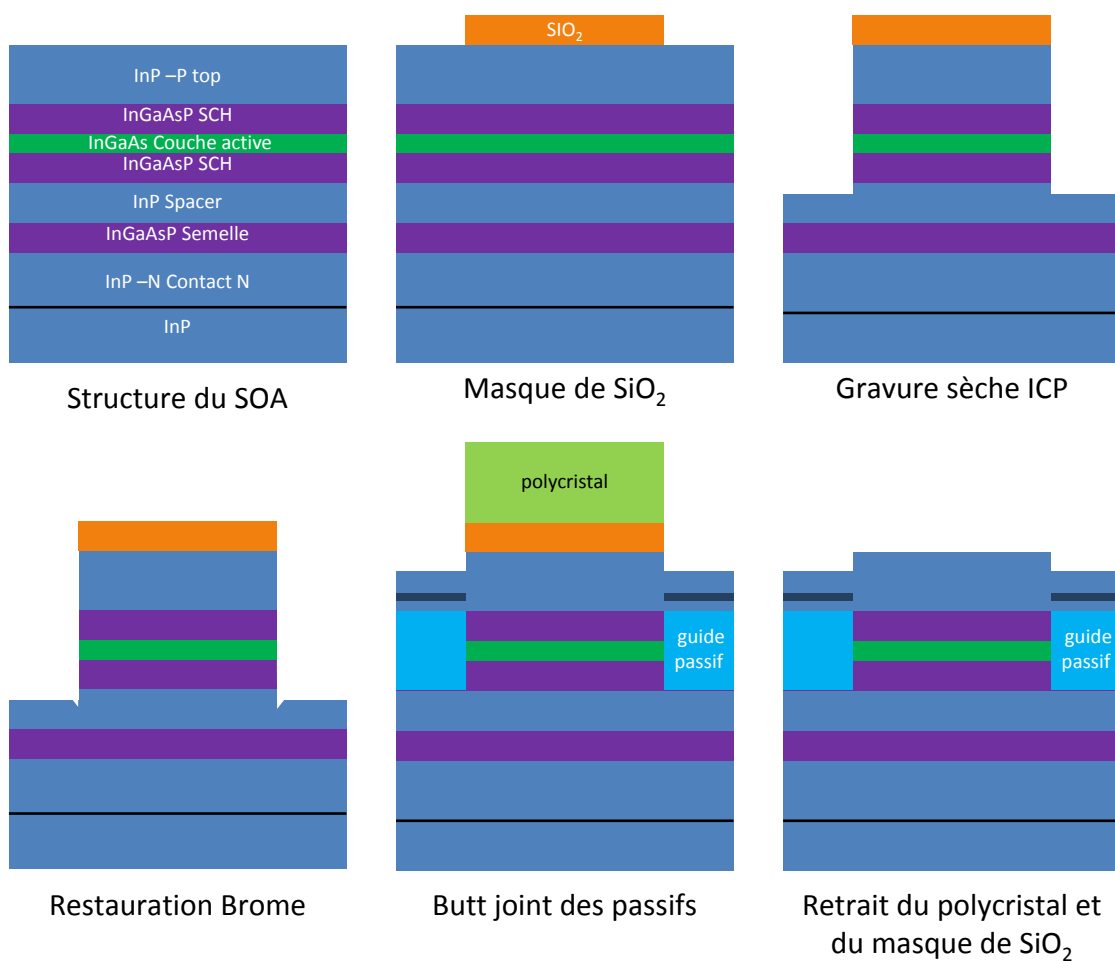 SIO₂
InP –P top
InGaAsP SCH
InGaAs Couche active
InGaAsP SCH
InP Spacer
InGaAsP Semelle
InP –N Contact N
InP
Structure du SOA
Masque de SiO₂
Gravure sèche ICP
polycristal
guide
passif
guide
passif
Restauration Brome
Butt joint des passifs
Retrait du polycristal et
du masque de SiO₂